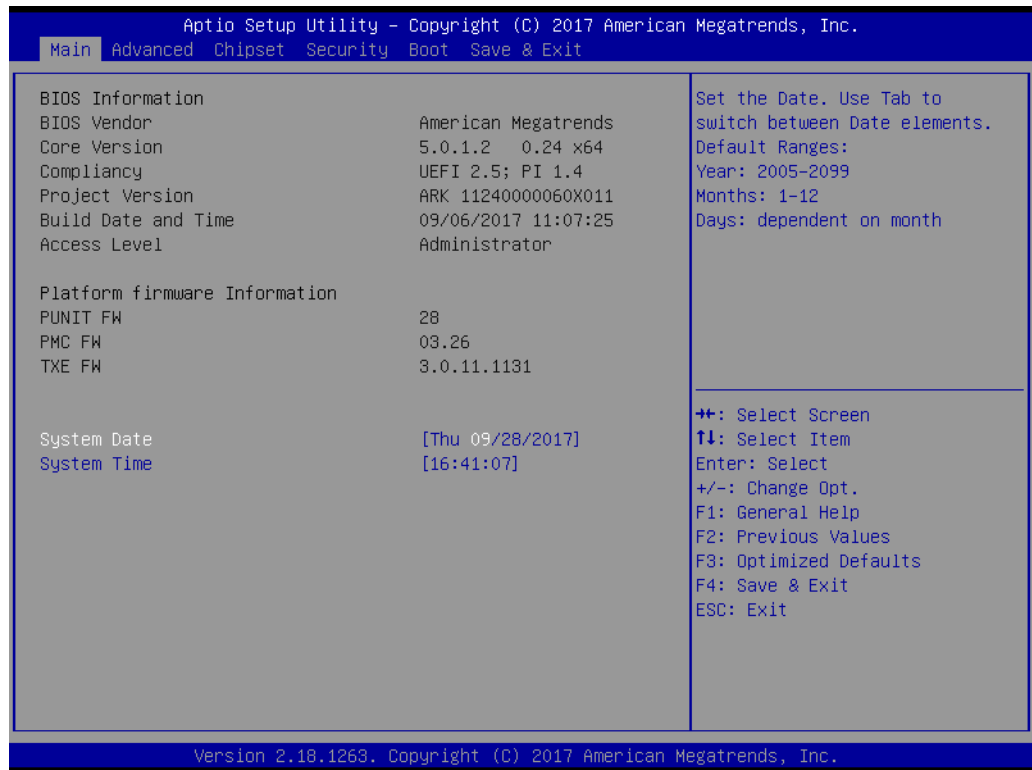 Aptio Setup Utility – Copyright (C) 2017 American Megatrends, Inc.
Main Advanced Chipset Security Boot Save & Exit
BIOS Information
BIOS Vendor American Megatrends
Core Version 5.0.1.2 0.24 x64
Compliancy UEFI 2.5; PI 1.4
Project Version ARK 11240000060X011
Build Date and Time 09/06/2017 11:07:25
Access Level Administrator
Platform firmware Information
PUNIT FW 28
PMC FW 03.26
TXE FW 3.0.11.1131
System Date [Thu 09/28/2017]
System Time [16:41:07]
Set the Date. Use Tab to
switch between Date elements.
Default Ranges:
Year: 2005-2099
Months: 1-12
Days: dependent on month
→←: Select Screen
↑↓: Select Item
Enter: Select
+/-: Change Opt.
F1: General Help
F2: Previous Values
F3: Optimized Defaults
F4: Save & Exit
ESC: Exit
Version 2.18.1263. Copyright (C) 2017 American Megatrends, Inc.